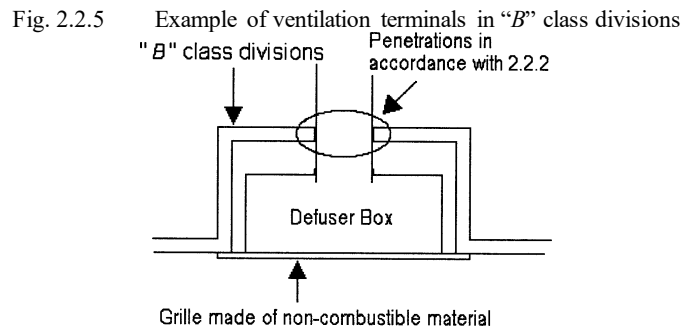 Fig. 2.2.5 Example of ventilation terminals in “B” class divisions
"B" class divisions
Penetrations in
accordance with 2.2.2
Defuser Box
Grille made of non-combustible material